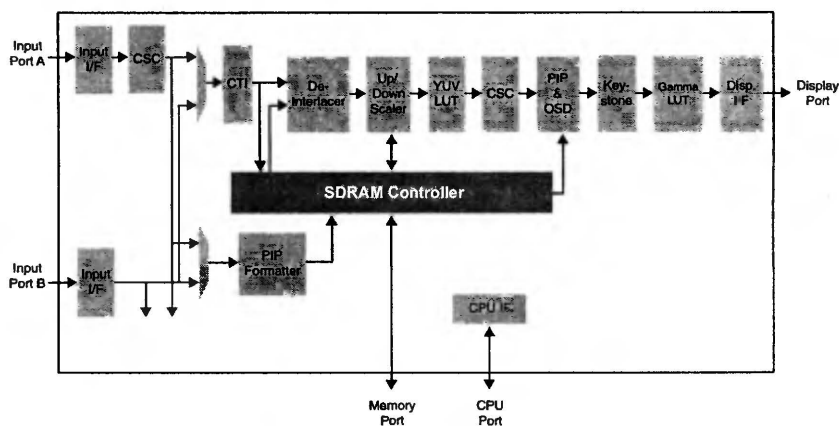 Input
Port A
Input
I/F
CSC
CTI
De-
Interlacer
Up/
Down
Scaler
YUV
LUT
CSC
PIP
&
OSD
Key-
stone
Gamma
LUT
Disp.
I/F
Display
Port
SDRAM Controller
Input
Port B
Input
I/F
PIP
Formatter
CPU I/F
Memory
Port
CPU
Port